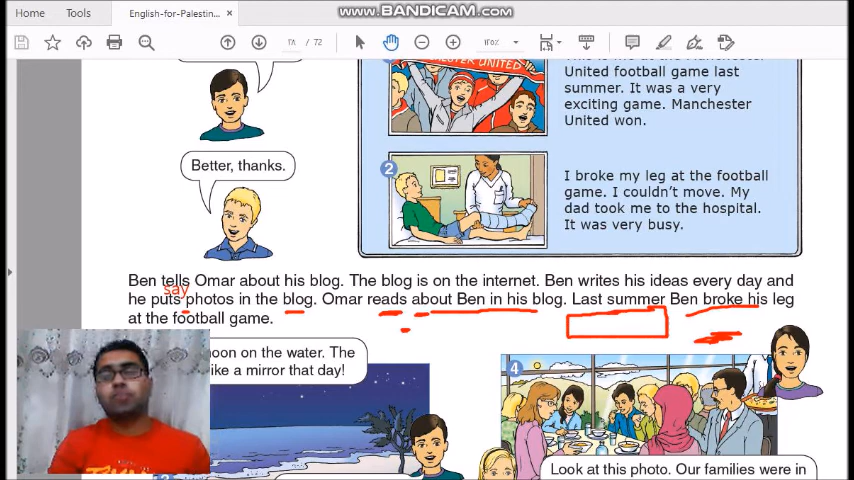 www.BANDICAM.com
Home
Tools
English-for-Palestin...
/ 72
MANCHESTER UNITED
United football game last
summer. It was a very
exciting game. Manchester
United won.
Better, thanks.
2
I broke my leg at the football
game. I couldn't move. My
dad took me to the hospital.
It was very busy.
Ben tells Omar about his blog. The blog is on the internet. Ben writes his ideas every day and
say
he puts photos in the blog. Omar reads about Ben in his blog. Last summer Ben broke his leg
at the football game.
moon on the water. The
like a mirror that day!
4
Look at this photo. Our families were in